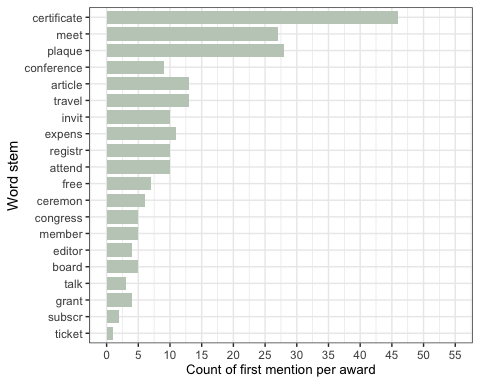 certificate
meet
plaque
conference
article
travel
invit
expens
registr
attend
free
ceremon
congress
member
editor
board
talk
grant
subscr
ticket
Word stem
0 5 10 15 20 25 30 35 40 45 50 55
Count of first mention per award